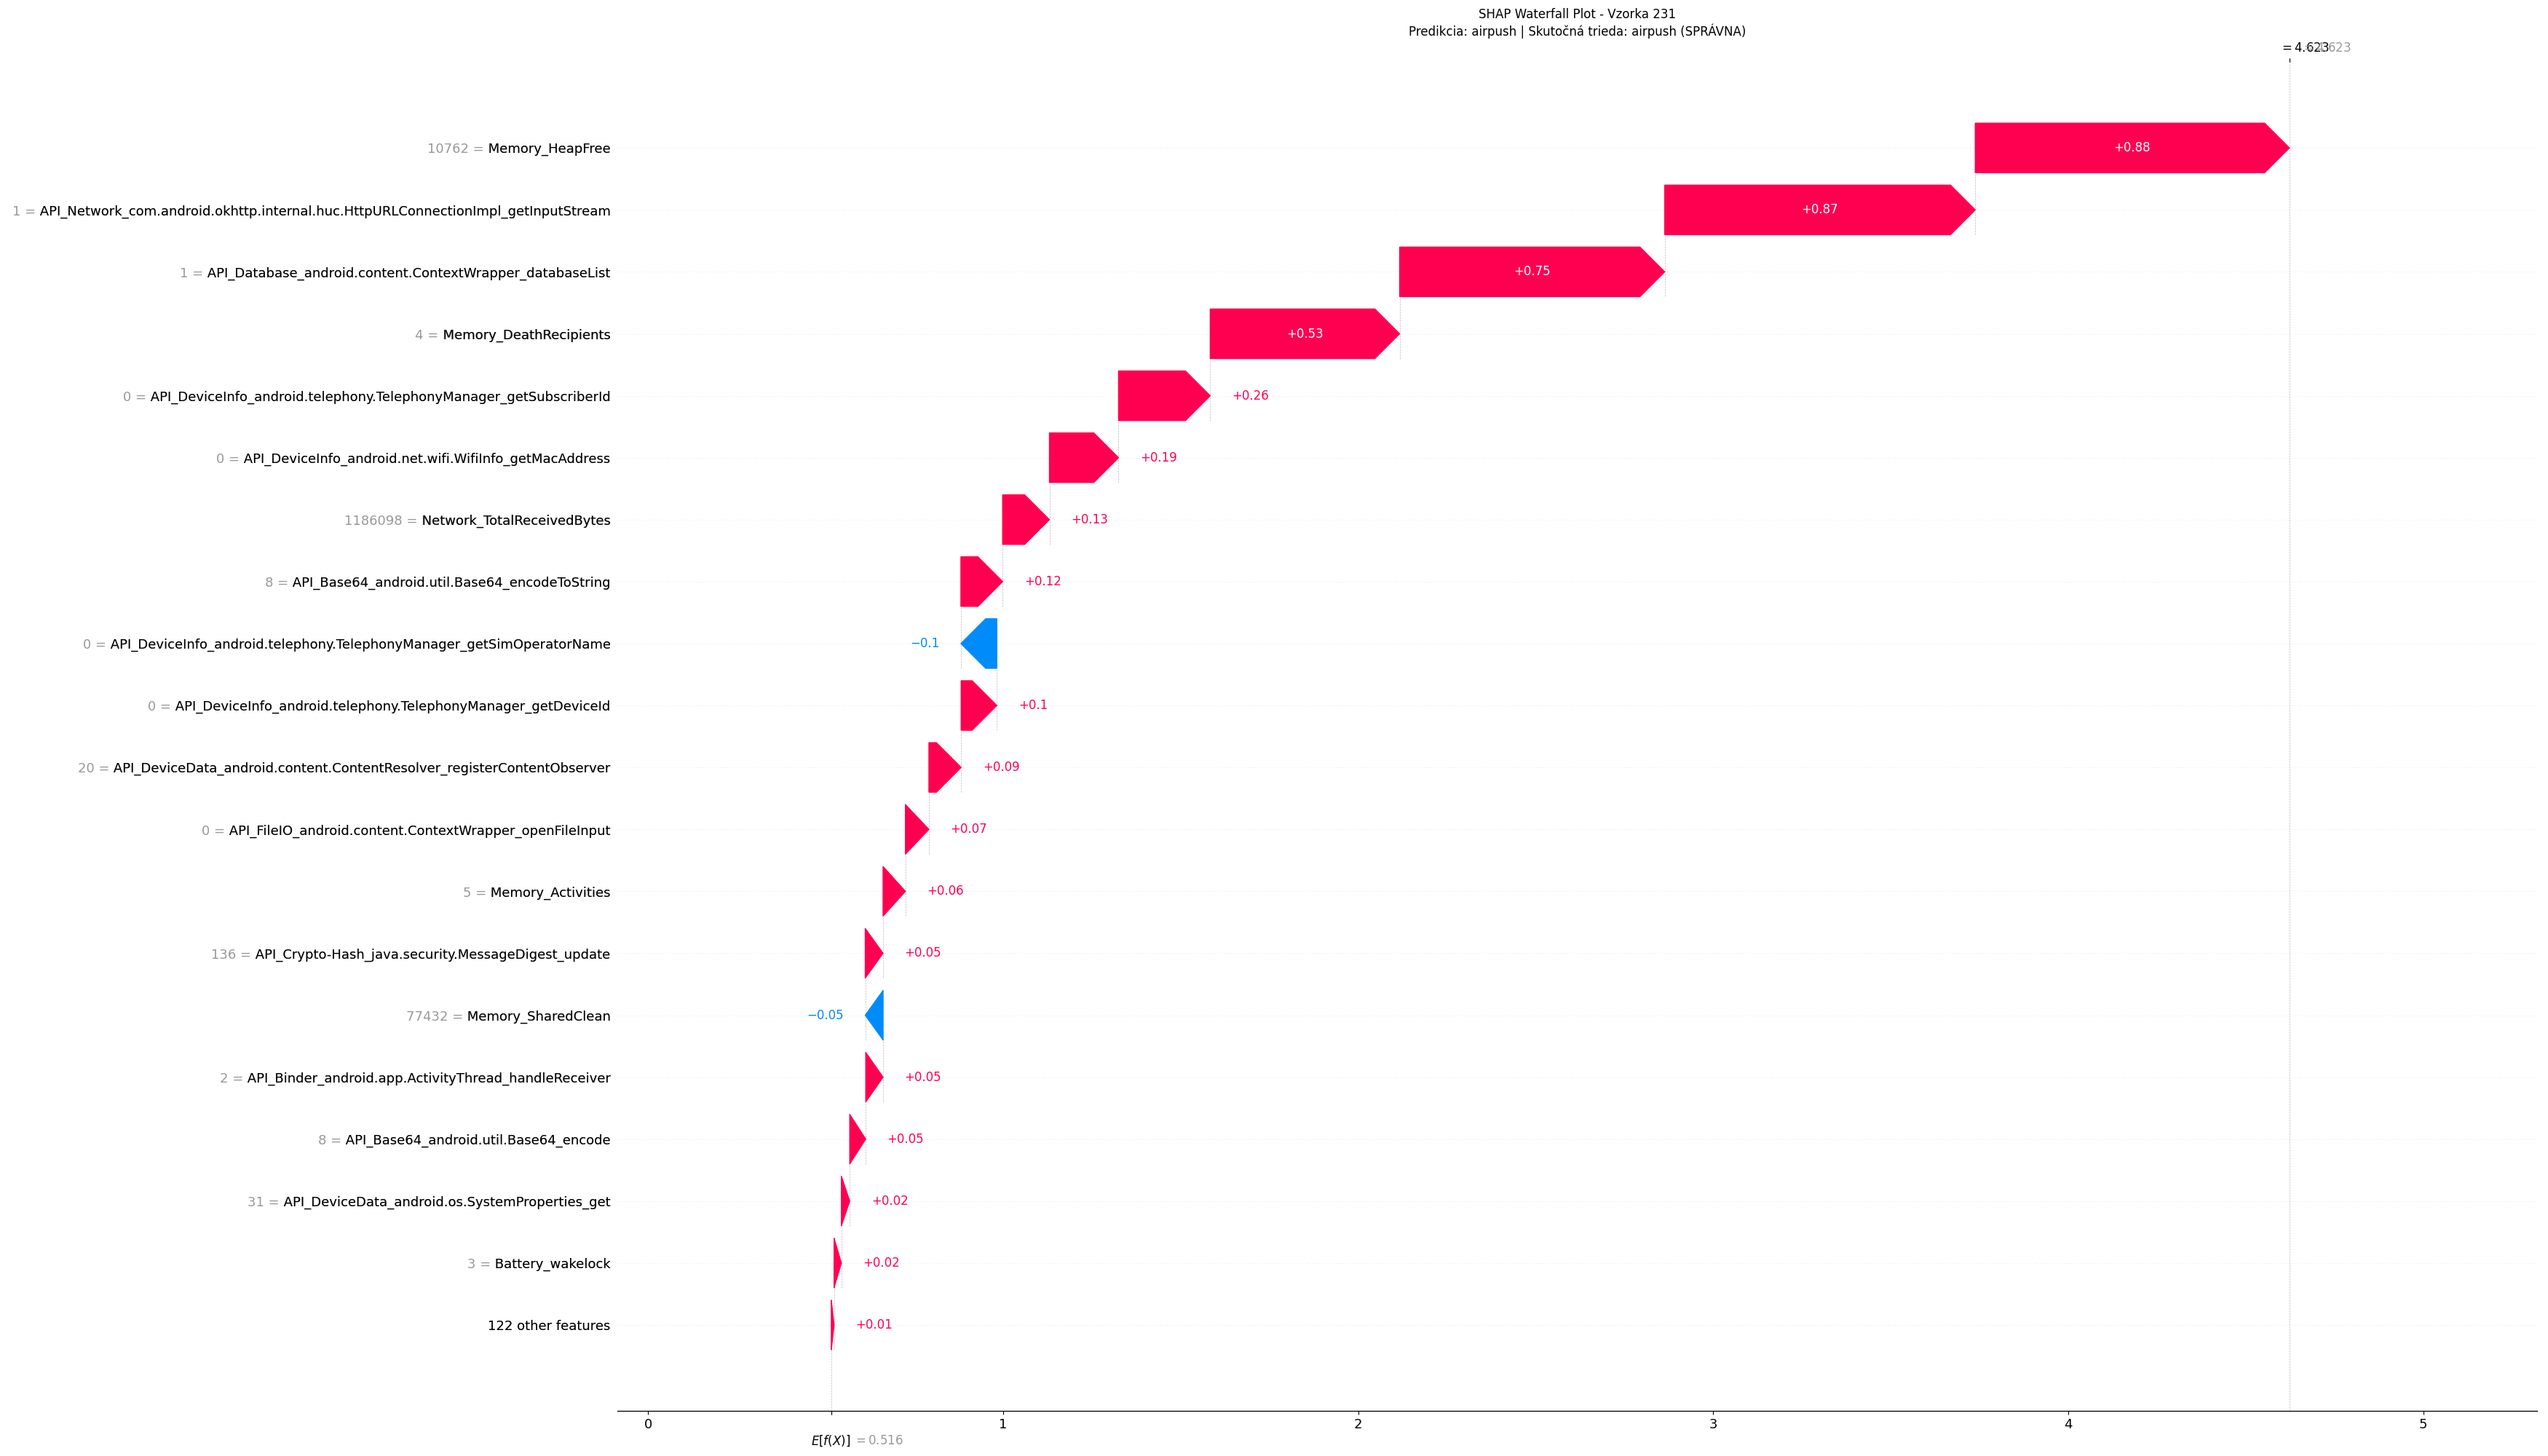 SHAP Waterfall Plot - Vzorka 231
Predikcia: airpush | Skutočná trieda: airpush (SPRÁVNA)
= 4.623
10762 = Memory_HeapFree +0.88
1 = API_Network_com.android.okhttp.internal.huc.HttpURLConnectionImpl_getInputStream +0.87
1 = API_Database_android.content.ContextWrapper_databaseList +0.75
4 = Memory_DeathRecipients +0.53
0 = API_DeviceInfo_android.telephony.TelephonyManager_getSubscriberId +0.26
0 = API_DeviceInfo_android.net.wifi.WifiInfo_getMacAddress +0.19
1186098 = Network_TotalReceivedBytes +0.13
8 = API_Base64_android.util.Base64_encodeToString +0.12
0 = API_DeviceInfo_android.telephony.TelephonyManager_getSimOperatorName −0.1
0 = API_DeviceInfo_android.telephony.TelephonyManager_getDeviceId +0.1
20 = API_DeviceData_android.content.ContentResolver_registerContentObserver +0.09
0 = API_FileIO_android.content.ContextWrapper_openFileInput +0.07
5 = Memory_Activities +0.06
136 = API_Crypto-Hash_java.security.MessageDigest_update +0.05
77432 = Memory_SharedClean −0.05
2 = API_Binder_android.app.ActivityThread_handleReceiver +0.05
8 = API_Base64_android.util.Base64_encode +0.05
31 = API_DeviceData_android.os.SystemProperties_get +0.02
3 = Battery_wakelock +0.02
122 other features +0.01
0 1 2 3 4 5
E[f(X)] = 0.516